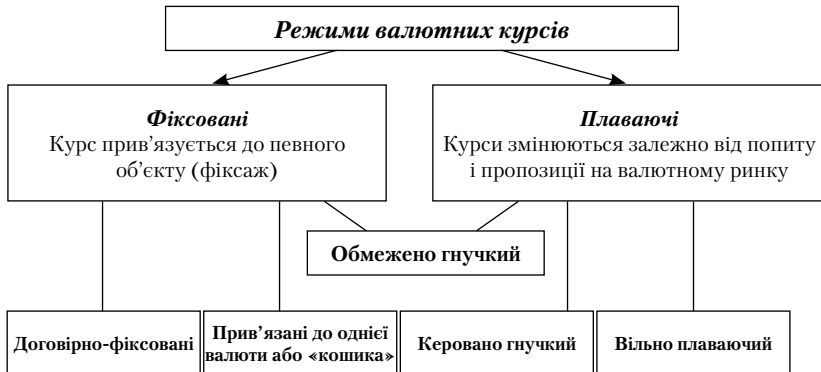 Режими валютних курсів
Фіксовані
Курс прив’язується до певного
об’єкту (фіксаж)
Плаваючі
Курси змінюються залежно від попиту
і пропозиції на валютному ринку
Обмежено гнучкий
Договірно-фіксовані
Прив’язані до однієї
валюти або «кошика»
Керовано гнучкий
Вільно плаваючий